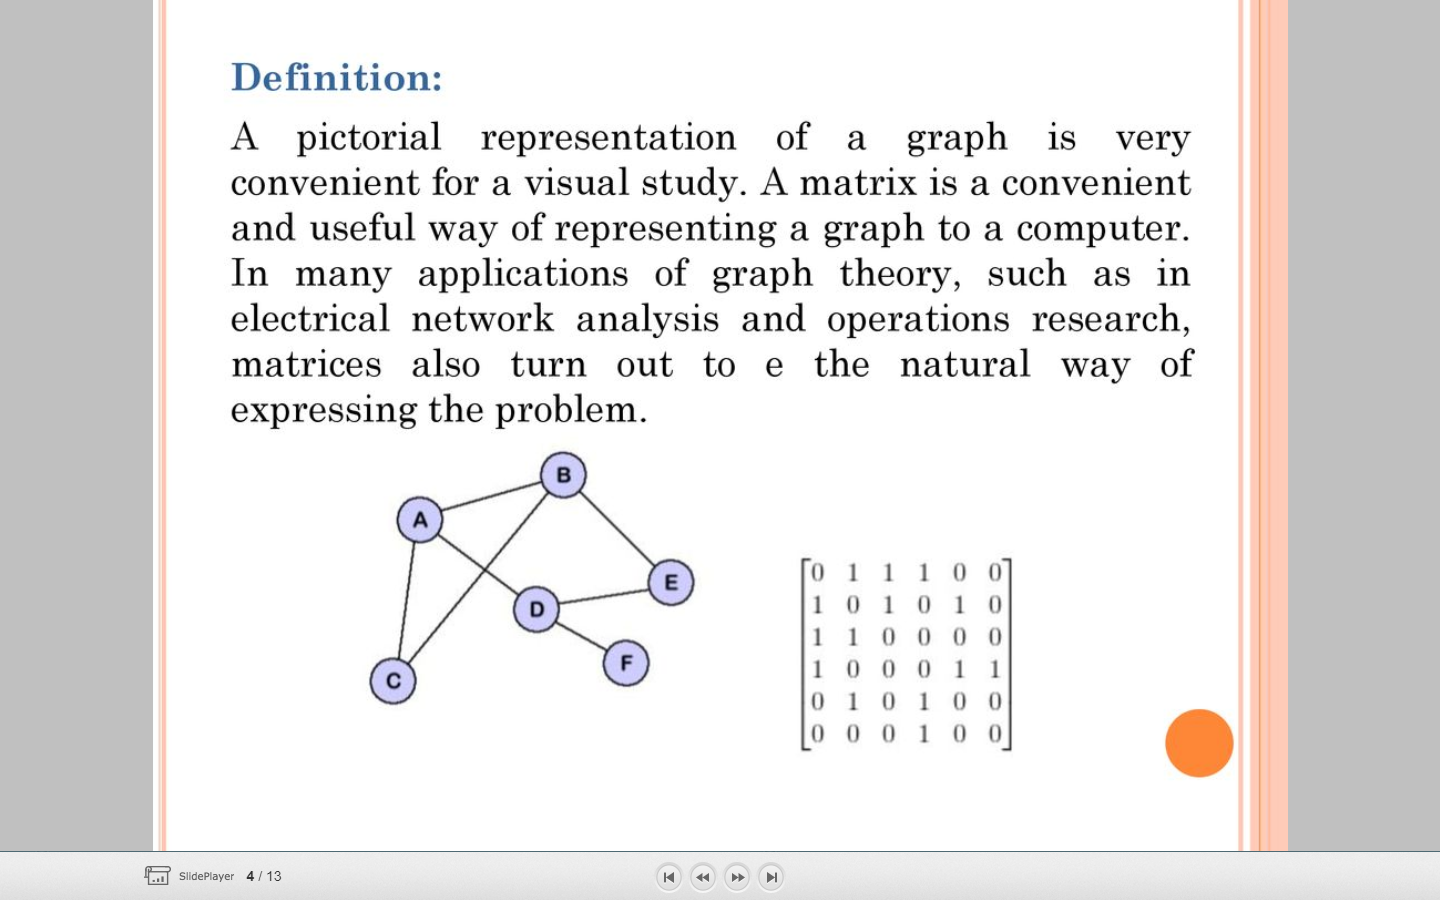 Definition:
A pictorial representation of a graph is very
convenient for a visual study. A matrix is a convenient
and useful way of representing a graph to a computer.
In many applications of graph theory, such as in
electrical network analysis and operations research,
matrices also turn out to e the natural way of
expressing the problem.
B
A
E
D
F
C
0 1 1 1 0 0
1 0 1 0 1 0
1 1 0 0 0 0
1 0 0 0 1 1
0 1 0 1 0 0
0 0 0 1 0 0
SlidePlayer 4 / 13